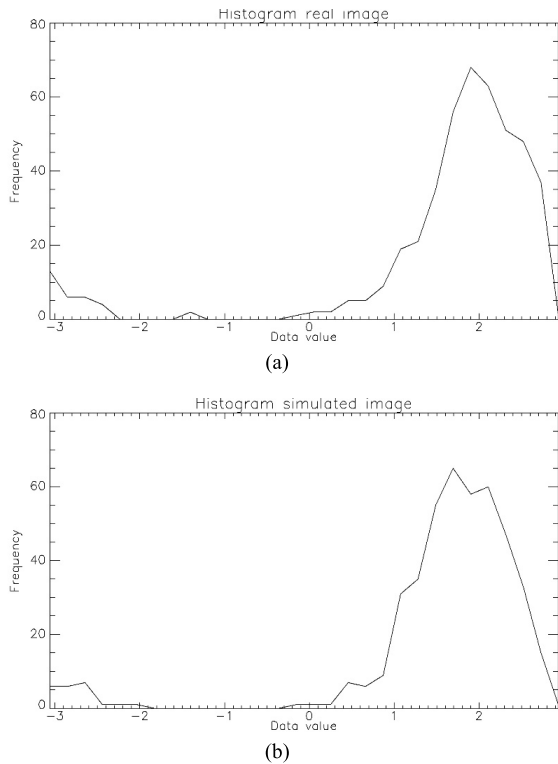 Histogram real image
80
60
40
20
0
Frequency
−3 −2 −1 0 1 2
Data value
(a)
Histogram simulated image
80
60
40
20
0
Frequency
−3 −2 −1 0 1 2
Data value
(b)